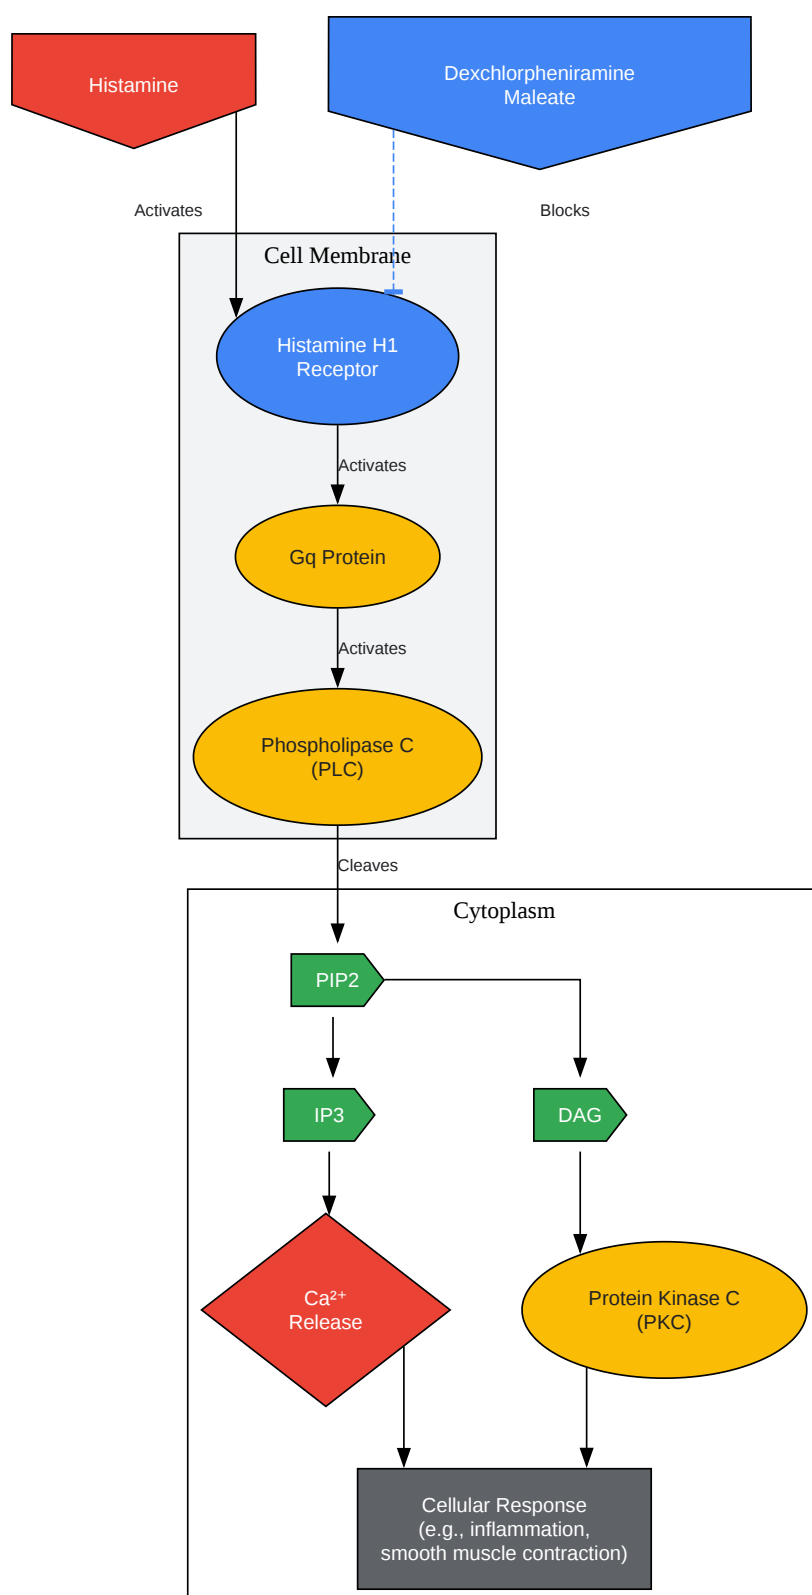 Histamine
Dexchlorpheniramine
Maleate
Activates
Blocks
Cell Membrane
Histamine H1
Receptor
Activates
Gq Protein
Activates
Phospholipase C
(PLC)
Cleaves
Cytoplasm
PIP2
IP3
DAG
Ca²⁺
Release
Protein Kinase C
(PKC)
Cellular Response
(e.g., inflammation,
smooth muscle contraction)